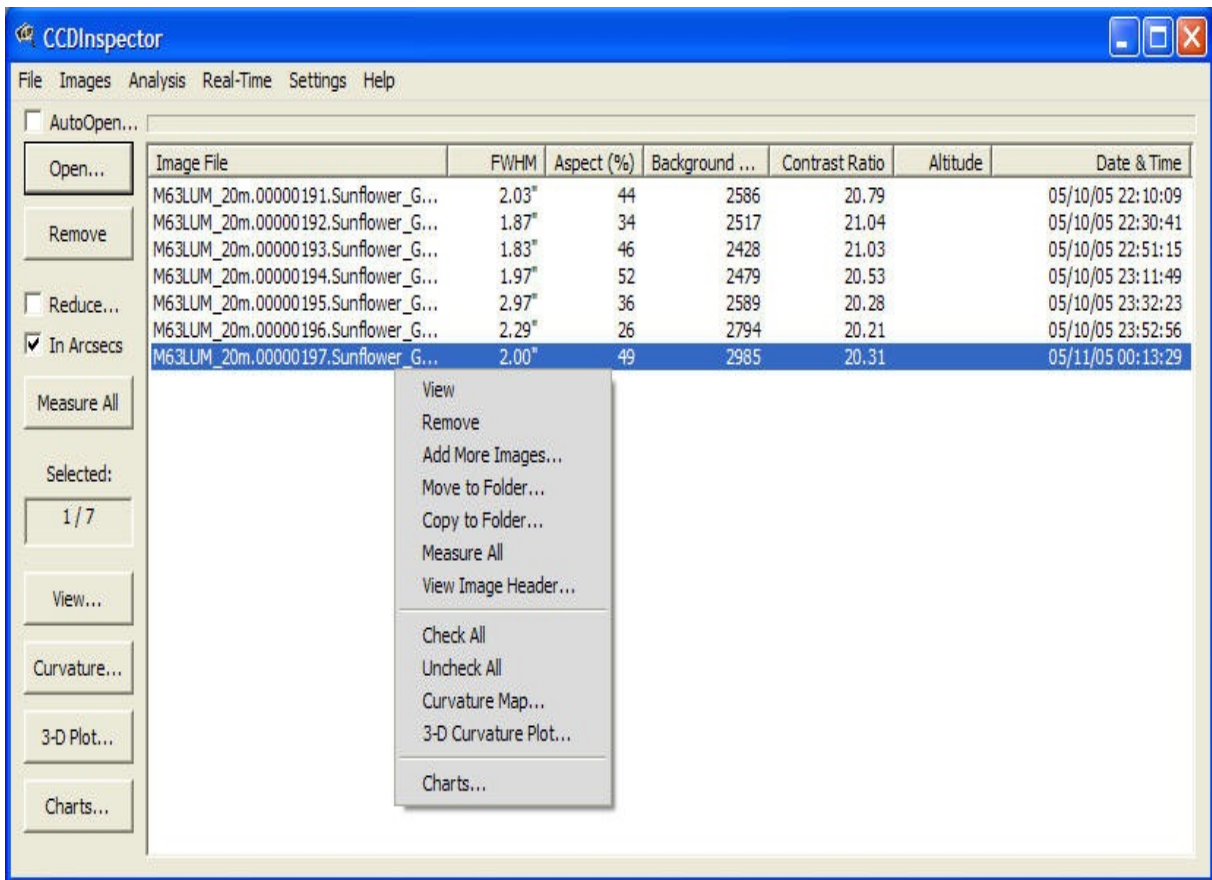 CCDInspector
File Images Analysis Real-Time Settings Help
AutoOpen...
Open...
Remove
Reduce...
In Arcsecs
Measure All
Selected:
1 / 7
View...
Curvature...
3-D Plot...
Charts...
Image File FWHM Aspect (%) Background ... Contrast Ratio Altitude Date & Time
M63LUM_20m.00000191.Sunflower_G... 2.03" 44 2586 20.79 05/10/05 22:10:09
M63LUM_20m.00000192.Sunflower_G... 1.87" 34 2517 21.04 05/10/05 22:30:41
M63LUM_20m.00000193.Sunflower_G... 1.83" 46 2428 21.03 05/10/05 22:51:15
M63LUM_20m.00000194.Sunflower_G... 1.97" 52 2479 20.53 05/10/05 23:11:49
M63LUM_20m.00000195.Sunflower_G... 2.97" 36 2589 20.28 05/10/05 23:32:23
M63LUM_20m.00000196.Sunflower_G... 2.29" 26 2794 20.21 05/10/05 23:52:56
M63LUM_20m.00000197.Sunflower_G... 2.00" 49 2985 20.31 05/11/05 00:13:29
View
Remove
Add More Images...
Move to Folder...
Copy to Folder...
Measure All
View Image Header...
Check All
Uncheck All
Curvature Map...
3-D Curvature Plot...
Charts...